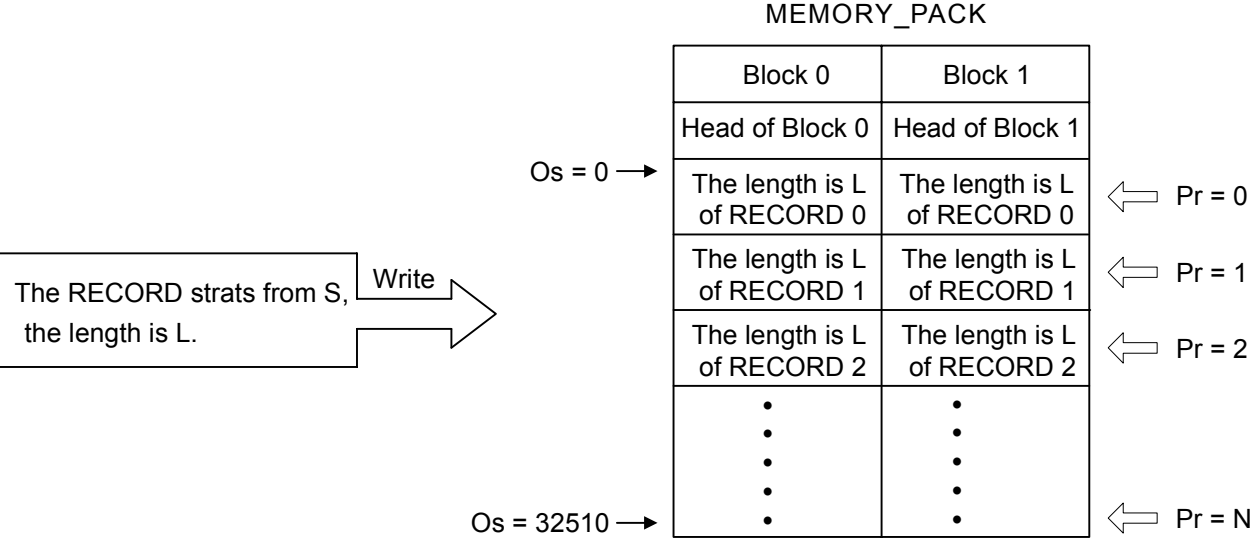 MEMORY_PACK
Block 0
Block 1
Head of Block 0
Head of Block 1
Os = 0
The length is L
of RECORD 0
The length is L
of RECORD 0
Pr = 0
The RECORD strats from S,
the length is L.
Write
The length is L
of RECORD 1
The length is L
of RECORD 1
Pr = 1
The length is L
of RECORD 2
The length is L
of RECORD 2
Pr = 2
Os = 32510
Pr = N